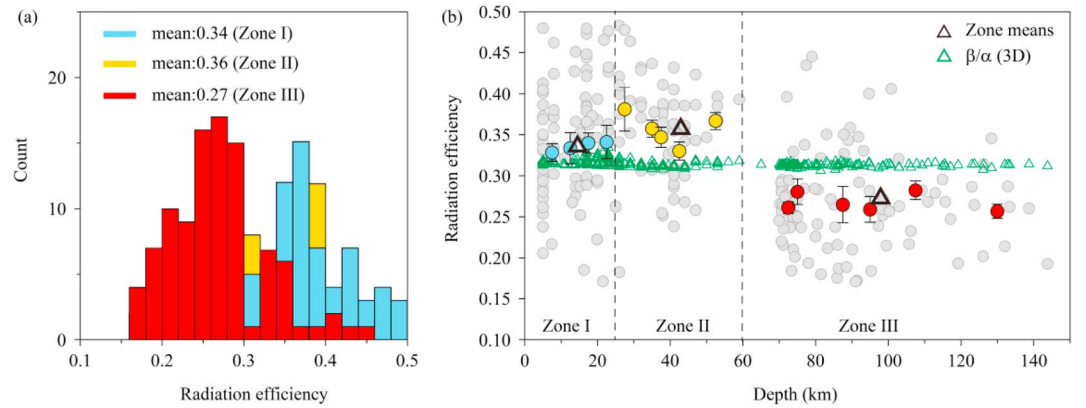 (a)
mean:0.34 (Zone I)
mean:0.36 (Zone II)
mean:0.27 (Zone III)
20
10
0
Count
0.1 0.2 0.3 0.4 0.5
Radiation efficiency
(b)
Zone means
β/α (3D)
0.50
0.45
0.40
0.35
0.30
0.25
0.20
0.15
0.10
Radiation efficiency
Zone I Zone II Zone III
0 20 40 60 80 100 120 140
Depth (km)